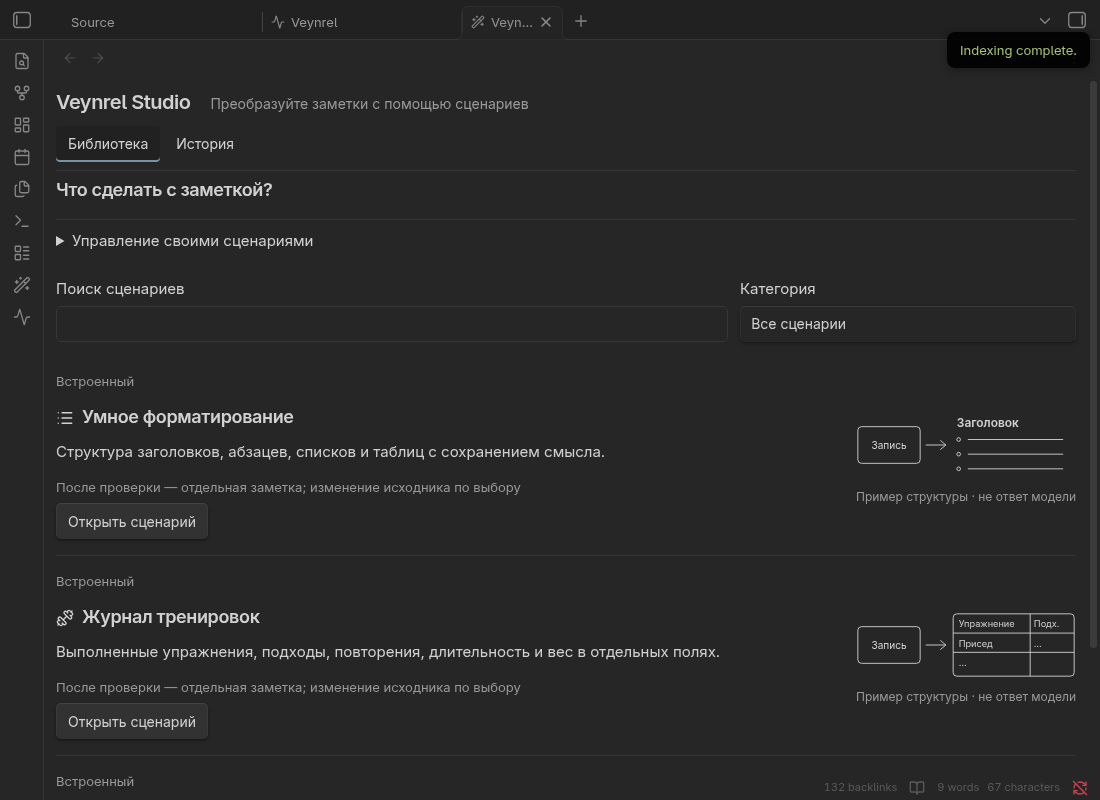 Source
Veynrel
Veyn...
Indexing complete.
Veynrel Studio
Преобразуйте заметки с помощью сценариев
Библиотека
История
Что сделать с заметкой?
Управление своими сценариями
Поиск сценариев
Категория
Все сценарии
Встроенный
Умное форматирование
Структура заголовков, абзацев, списков и таблиц с сохранением смысла.
После проверки — отдельная заметка; изменение исходника по выбору
Открыть сценарий
Запись
Заголовок
Пример структуры · не ответ модели
Встроенный
Журнал тренировок
Выполненные упражнения, подходы, повторения, длительность и вес в отдельных полях.
После проверки — отдельная заметка; изменение исходника по выбору
Открыть сценарий
Запись
Упражнение
Подх.
Присед
...
...
Пример структуры · не ответ модели
Встроенный
132 backlinks
9 words
67 characters